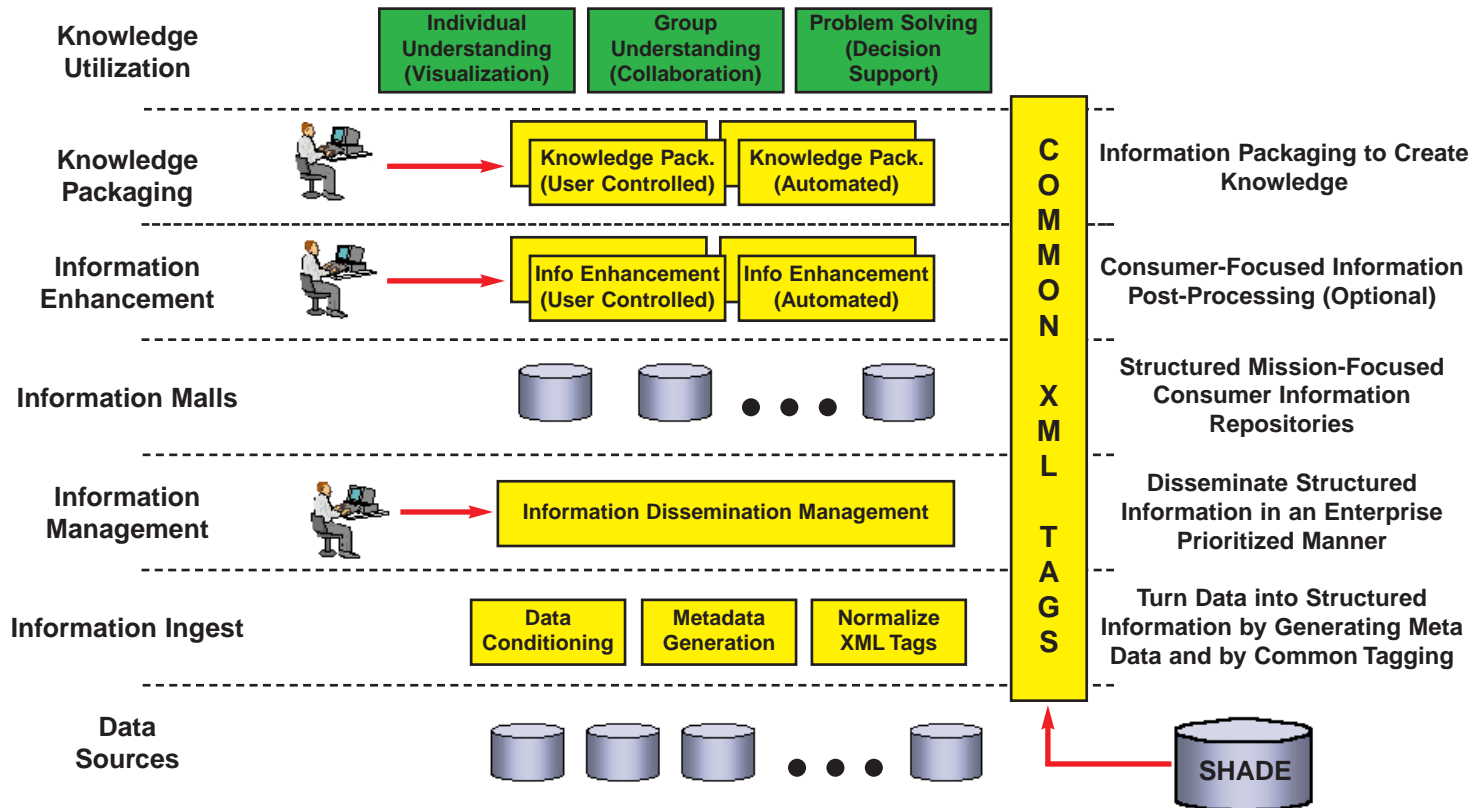 Knowledge
Utilization
Individual
Understanding
(Visualization)
Group
Understanding
(Collaboration)
Problem Solving
(Decision
Support)
Knowledge
Packaging
Knowledge Pack.
(User Controlled)
Knowledge Pack.
(Automated)
Information Packaging to Create
Knowledge
Information
Enhancement
Info Enhancement
(User Controlled)
Info Enhancement
(Automated)
Consumer-Focused Information
Post-Processing (Optional)
Information Malls
Structured Mission-Focused
Consumer Information
Repositories
Information
Management
Information Dissemination Management
Disseminate Structured
Information in an Enterprise
Prioritized Manner
Information Ingest
Data
Conditioning
Metadata
Generation
Normalize
XML Tags
Turn Data into Structured
Information by Generating Meta
Data and by Common Tagging
COMMON XML TAGS
Data
Sources
SHADE